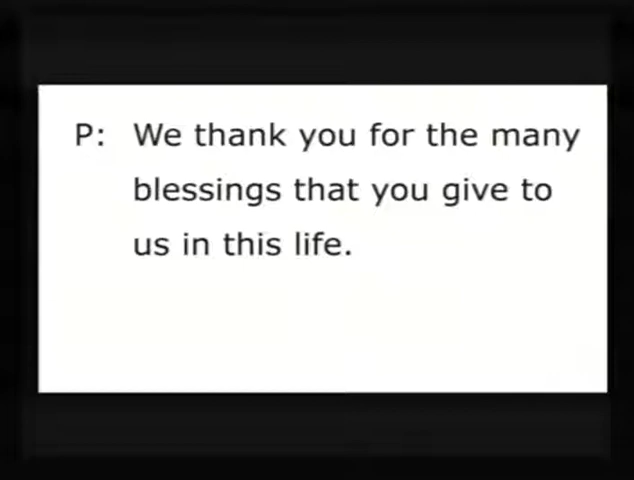 P: We thank you for the many
blessings that you give to
us in this life.